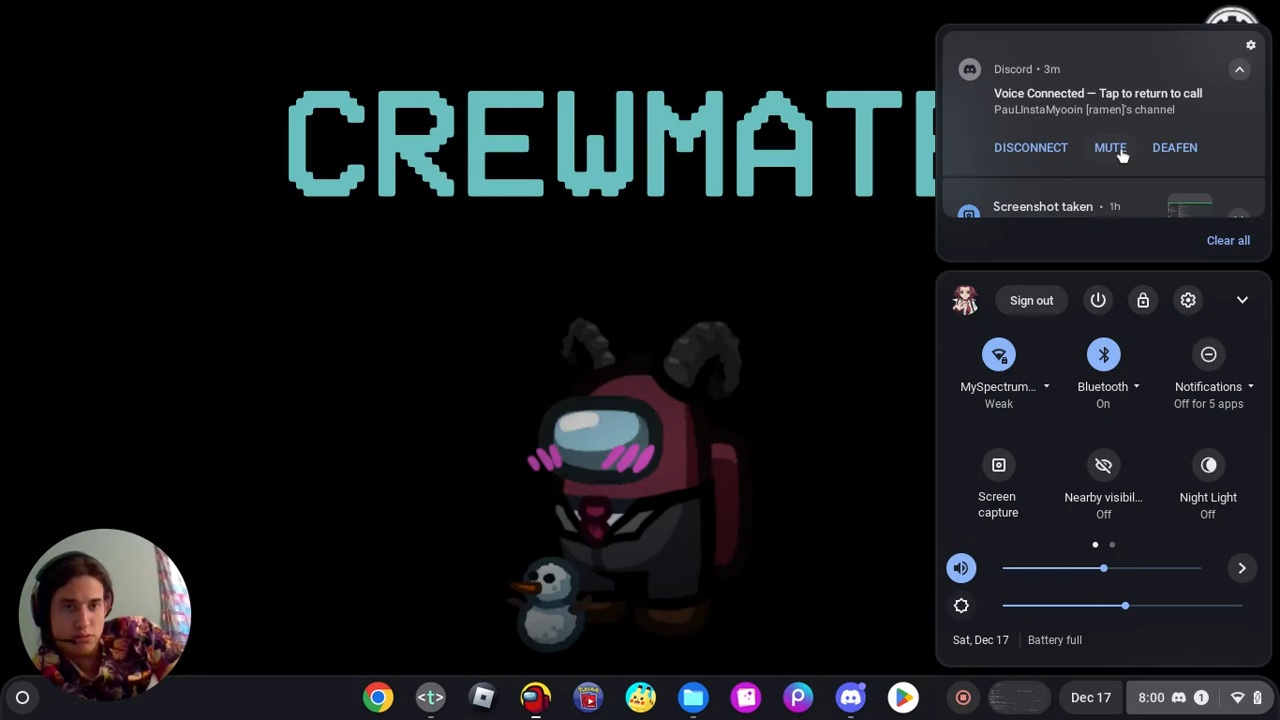 CREWMATE
Discord • 3m
Voice Connected — Tap to return to call
PaulInstaMyooin [ramen]'s channel
DISCONNECT MUTE DEAFEN
Screenshot taken • 1h
Clear all
Sign out
MySpectrum... Bluetooth Notifications
Weak On Off for 5 apps
Screen capture Nearby visibil... Night Light
Off Off
Sat, Dec 17 Battery full
Dec 17 8:00 1